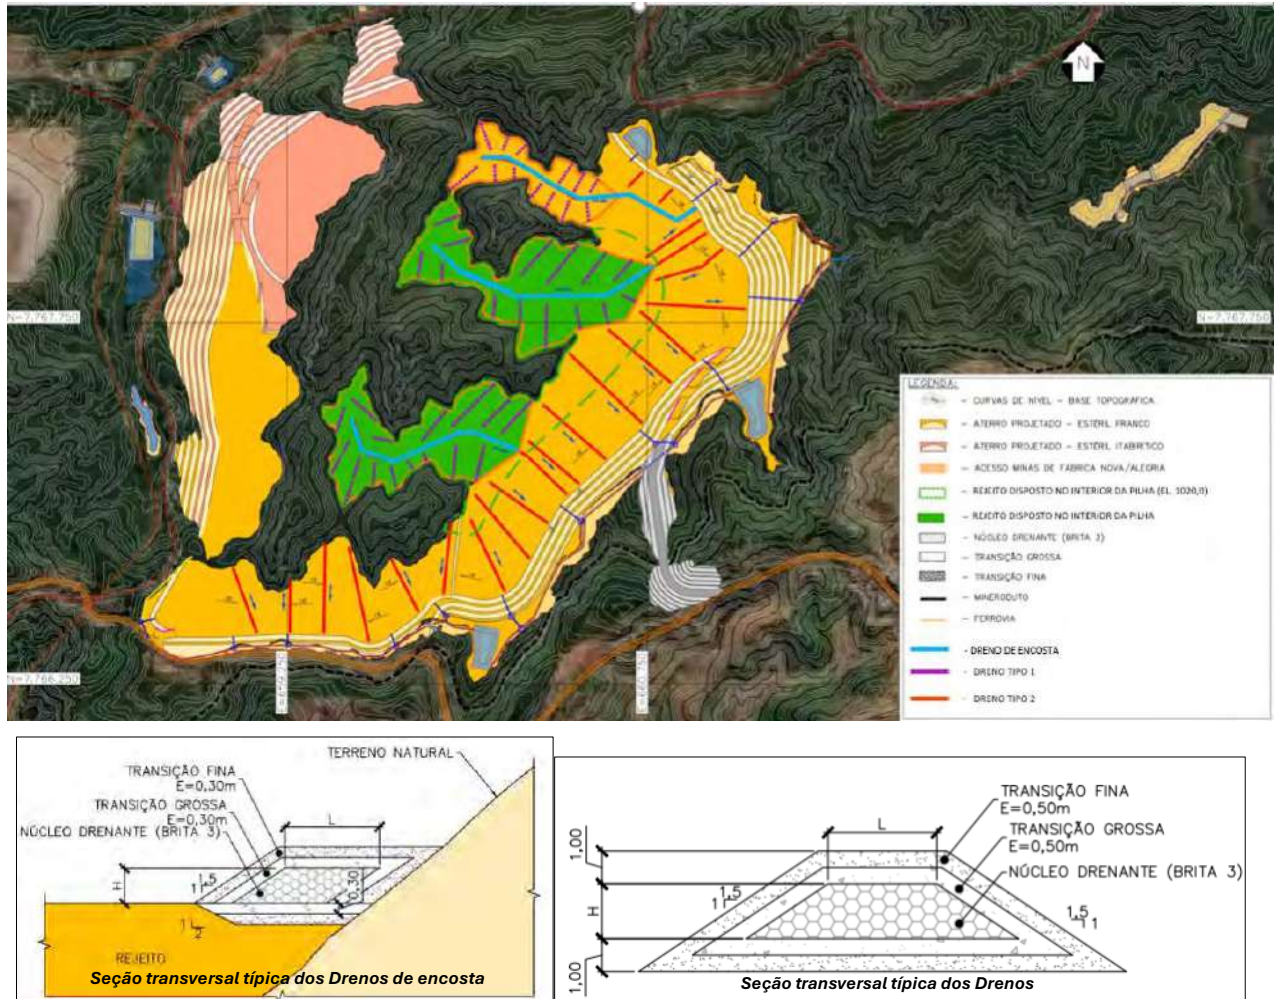 N
N=7.767.750
N=7.767.750
LEGENDA:
- CURVAS DE NÍVEL - BASE TOPOGRÁFICA
- ATERRO PROJETADO - ESTÉRIL FRANCO
- ATERRO PROJETADO - ESTÉRIL ITABIRÍTICO
- ACESSO MINAS DE FÁBRICA NOVA/ALEGRIA
- REJEITO DISPOSTO NO INTERIOR DA PILHA (EL. 1020,0)
- REJEITO DISPOSTO NO INTERIOR DA PILHA
- NÚCLEO DRENANTE (BRITA 3)
- TRANSIÇÃO GROSSA
- TRANSIÇÃO FINA
- MINERODUTO
- FERROVIA
- DRENO DE ENCOSTA
- DRENO TIPO 1
- DRENO TIPO 2
N=7.766.250
E=659.250
E=660.750
TERRENO NATURAL
TRANSIÇÃO FINA
E=0,30m
TRANSIÇÃO GROSSA
E=0,30m
NÚCLEO DRENANTE (BRITA 3)
L
H
1,5
1
0,30
1
2
REJEITO
Seção transversal típica dos Drenos de encosta
TRANSIÇÃO FINA
E=0,50m
TRANSIÇÃO GROSSA
E=0,50m
NÚCLEO DRENANTE (BRITA 3)
L
1,00
H
1,00
1,5
1
1,5
1
Seção transversal típica dos Drenos